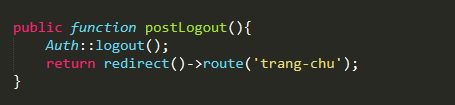 public function postLogout(){
    Auth::logout();
    return redirect()->route('trang-chu');
}